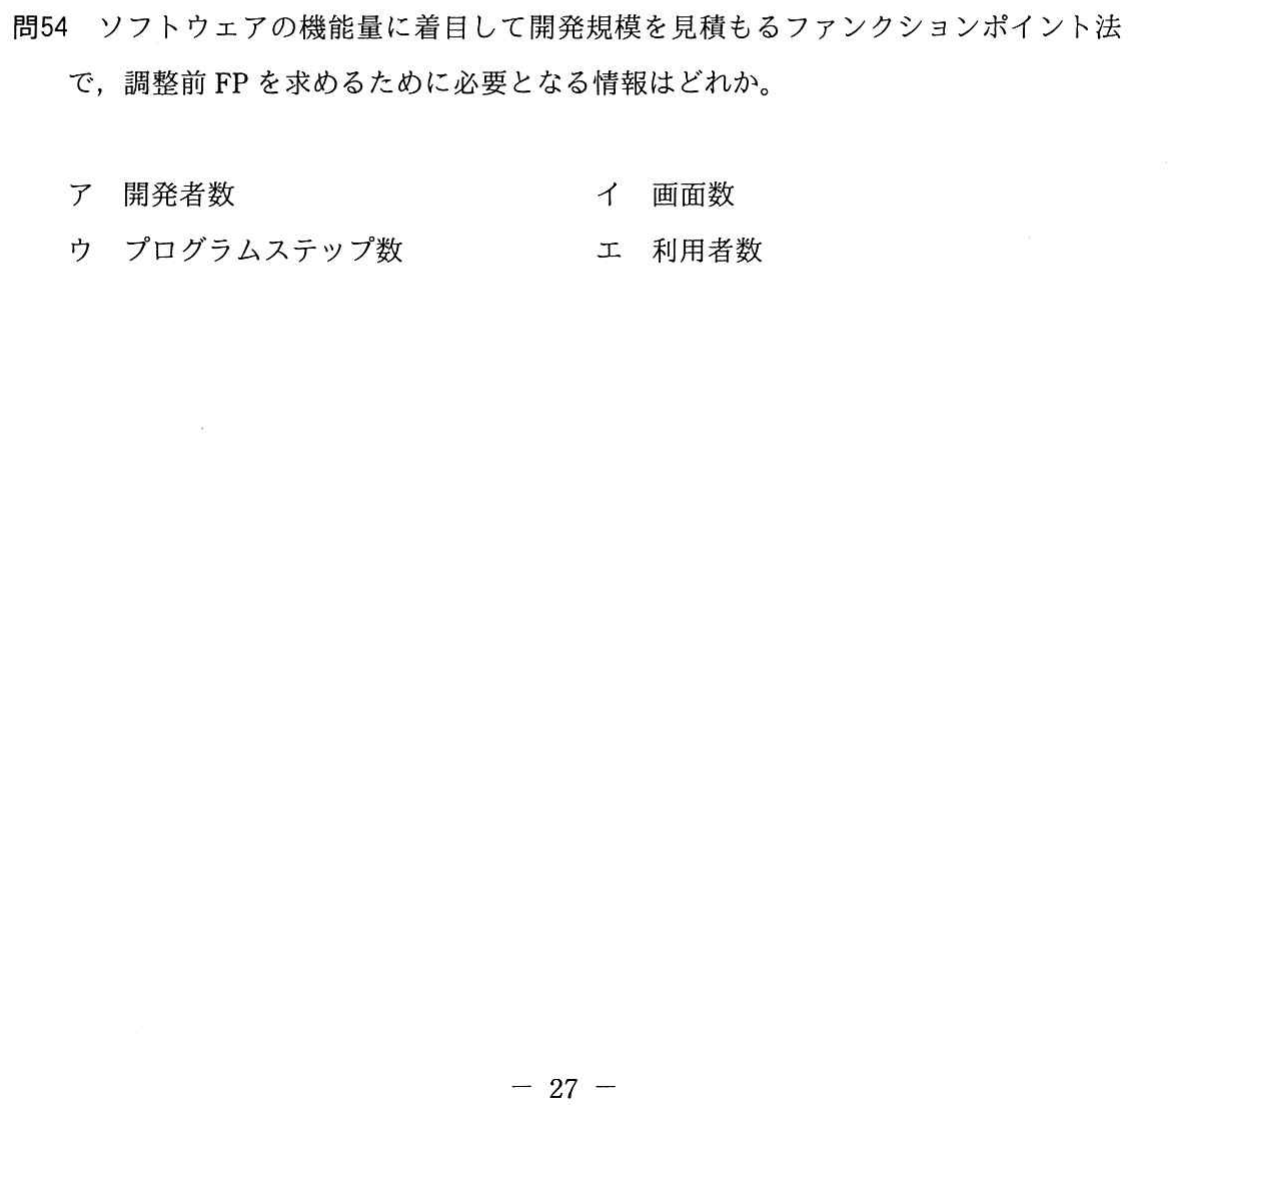 問54 ソフトウェアの機能量に着目して開発規模を見積もるファンクションポイント法
で，調整前 FP を求めるために必要となる情報はどれか。
ア 開発者数 イ 画面数
ウ プログラムステップ数 エ 利用者数
― 27 ―